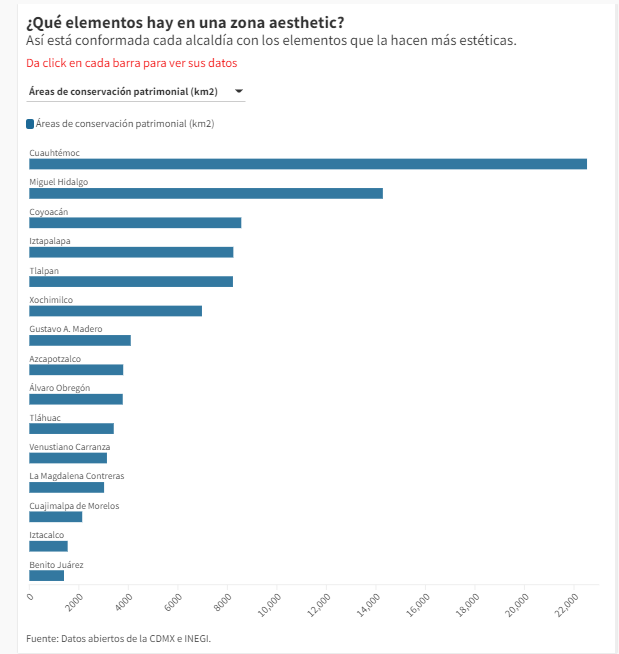 ¿Qué elementos hay en una zona aesthetic?
Así está conformada cada alcaldía con los elementos que la hacen más estéticas.
Da click en cada barra para ver sus datos
Áreas de conservación patrimonial (km2)
Áreas de conservación patrimonial (km2)
Cuauhtémoc
Miguel Hidalgo
Coyoacán
Iztapalapa
Tlalpan
Xochimilco
Gustavo A. Madero
Azcapotzalco
Álvaro Obregón
Tláhuac
Venustiano Carranza
La Magdalena Contreras
Cuajimalpa de Morelos
Iztacalco
Benito Juárez
0 2000 4000 6000 8000 10,000 12,000 14,000 16,000 18,000 20,000 22,000
Fuente: Datos abiertos de la CDMX e INEGI.